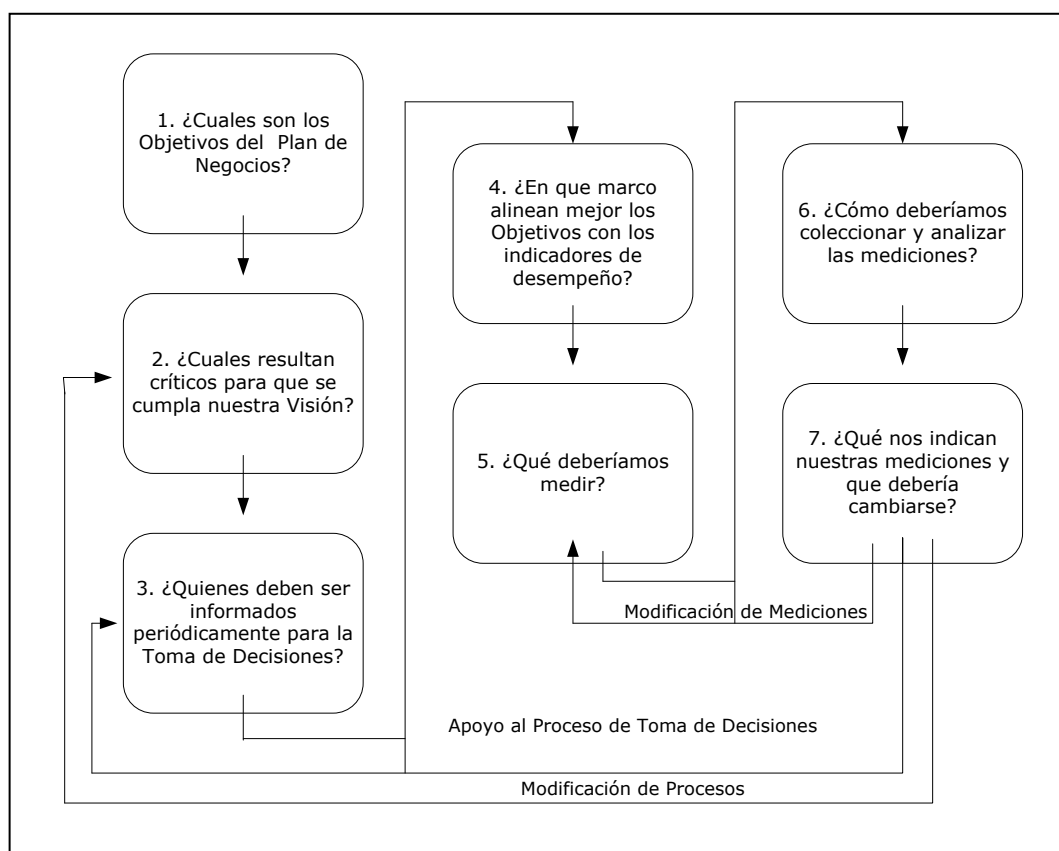 1. ¿Cuales son los
Objetivos del Plan de
Negocios?
2. ¿Cuales resultan
críticos para que se
cumpla nuestra Visión?
3. ¿Quienes deben ser
informados
periódicamente para la
Toma de Decisiones?
4. ¿En que marco
alinean mejor los
Objetivos con los
indicadores de
desempeño?
5. ¿Qué deberíamos
medir?
6. ¿Cómo deberíamos
coleccionar y analizar
las mediciones?
7. ¿Qué nos indican
nuestras mediciones y
que debería
cambiarse?
Modificación de Mediciones
Apoyo al Proceso de Toma de Decisiones
Modificación de Procesos